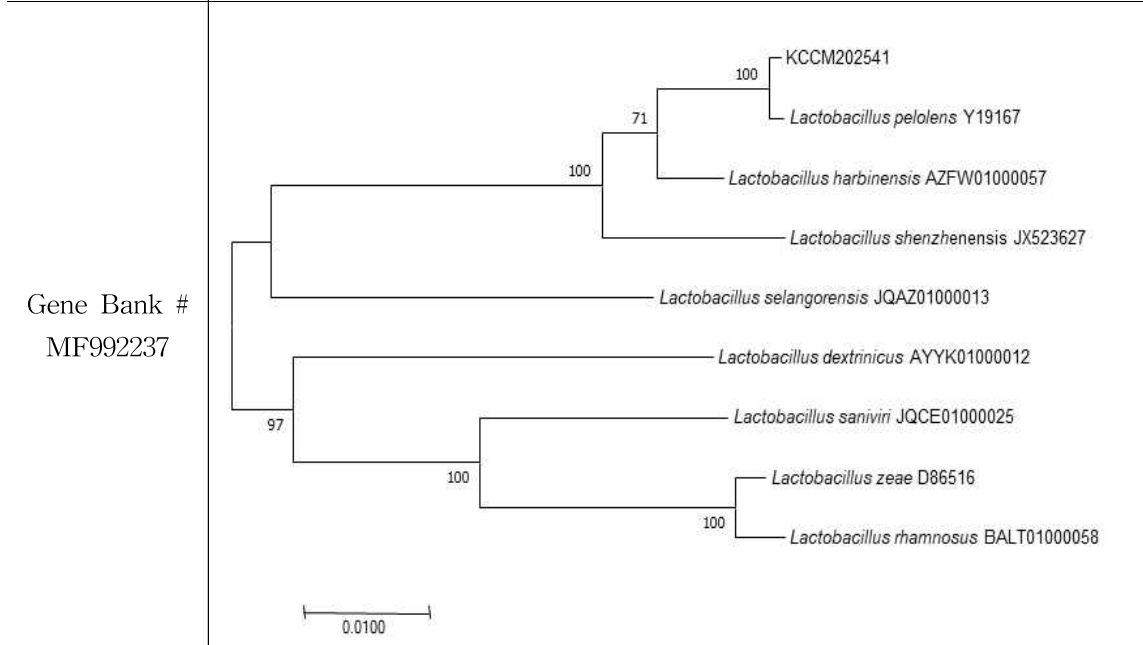 Gene Bank #
MF992237
KCCM202541
100
Lactobacillus pelolens Y19167
71
Lactobacillus harbinensis AZFW01000057
100
Lactobacillus shenzhenensis JX523627
Lactobacillus selangorensis JQAZ01000013
Lactobacillus dextrinicus AYYK01000012
97
Lactobacillus saniviri JQCE01000025
100
Lactobacillus zeae D86516
100
Lactobacillus rhamnosus BALT01000058
0.0100